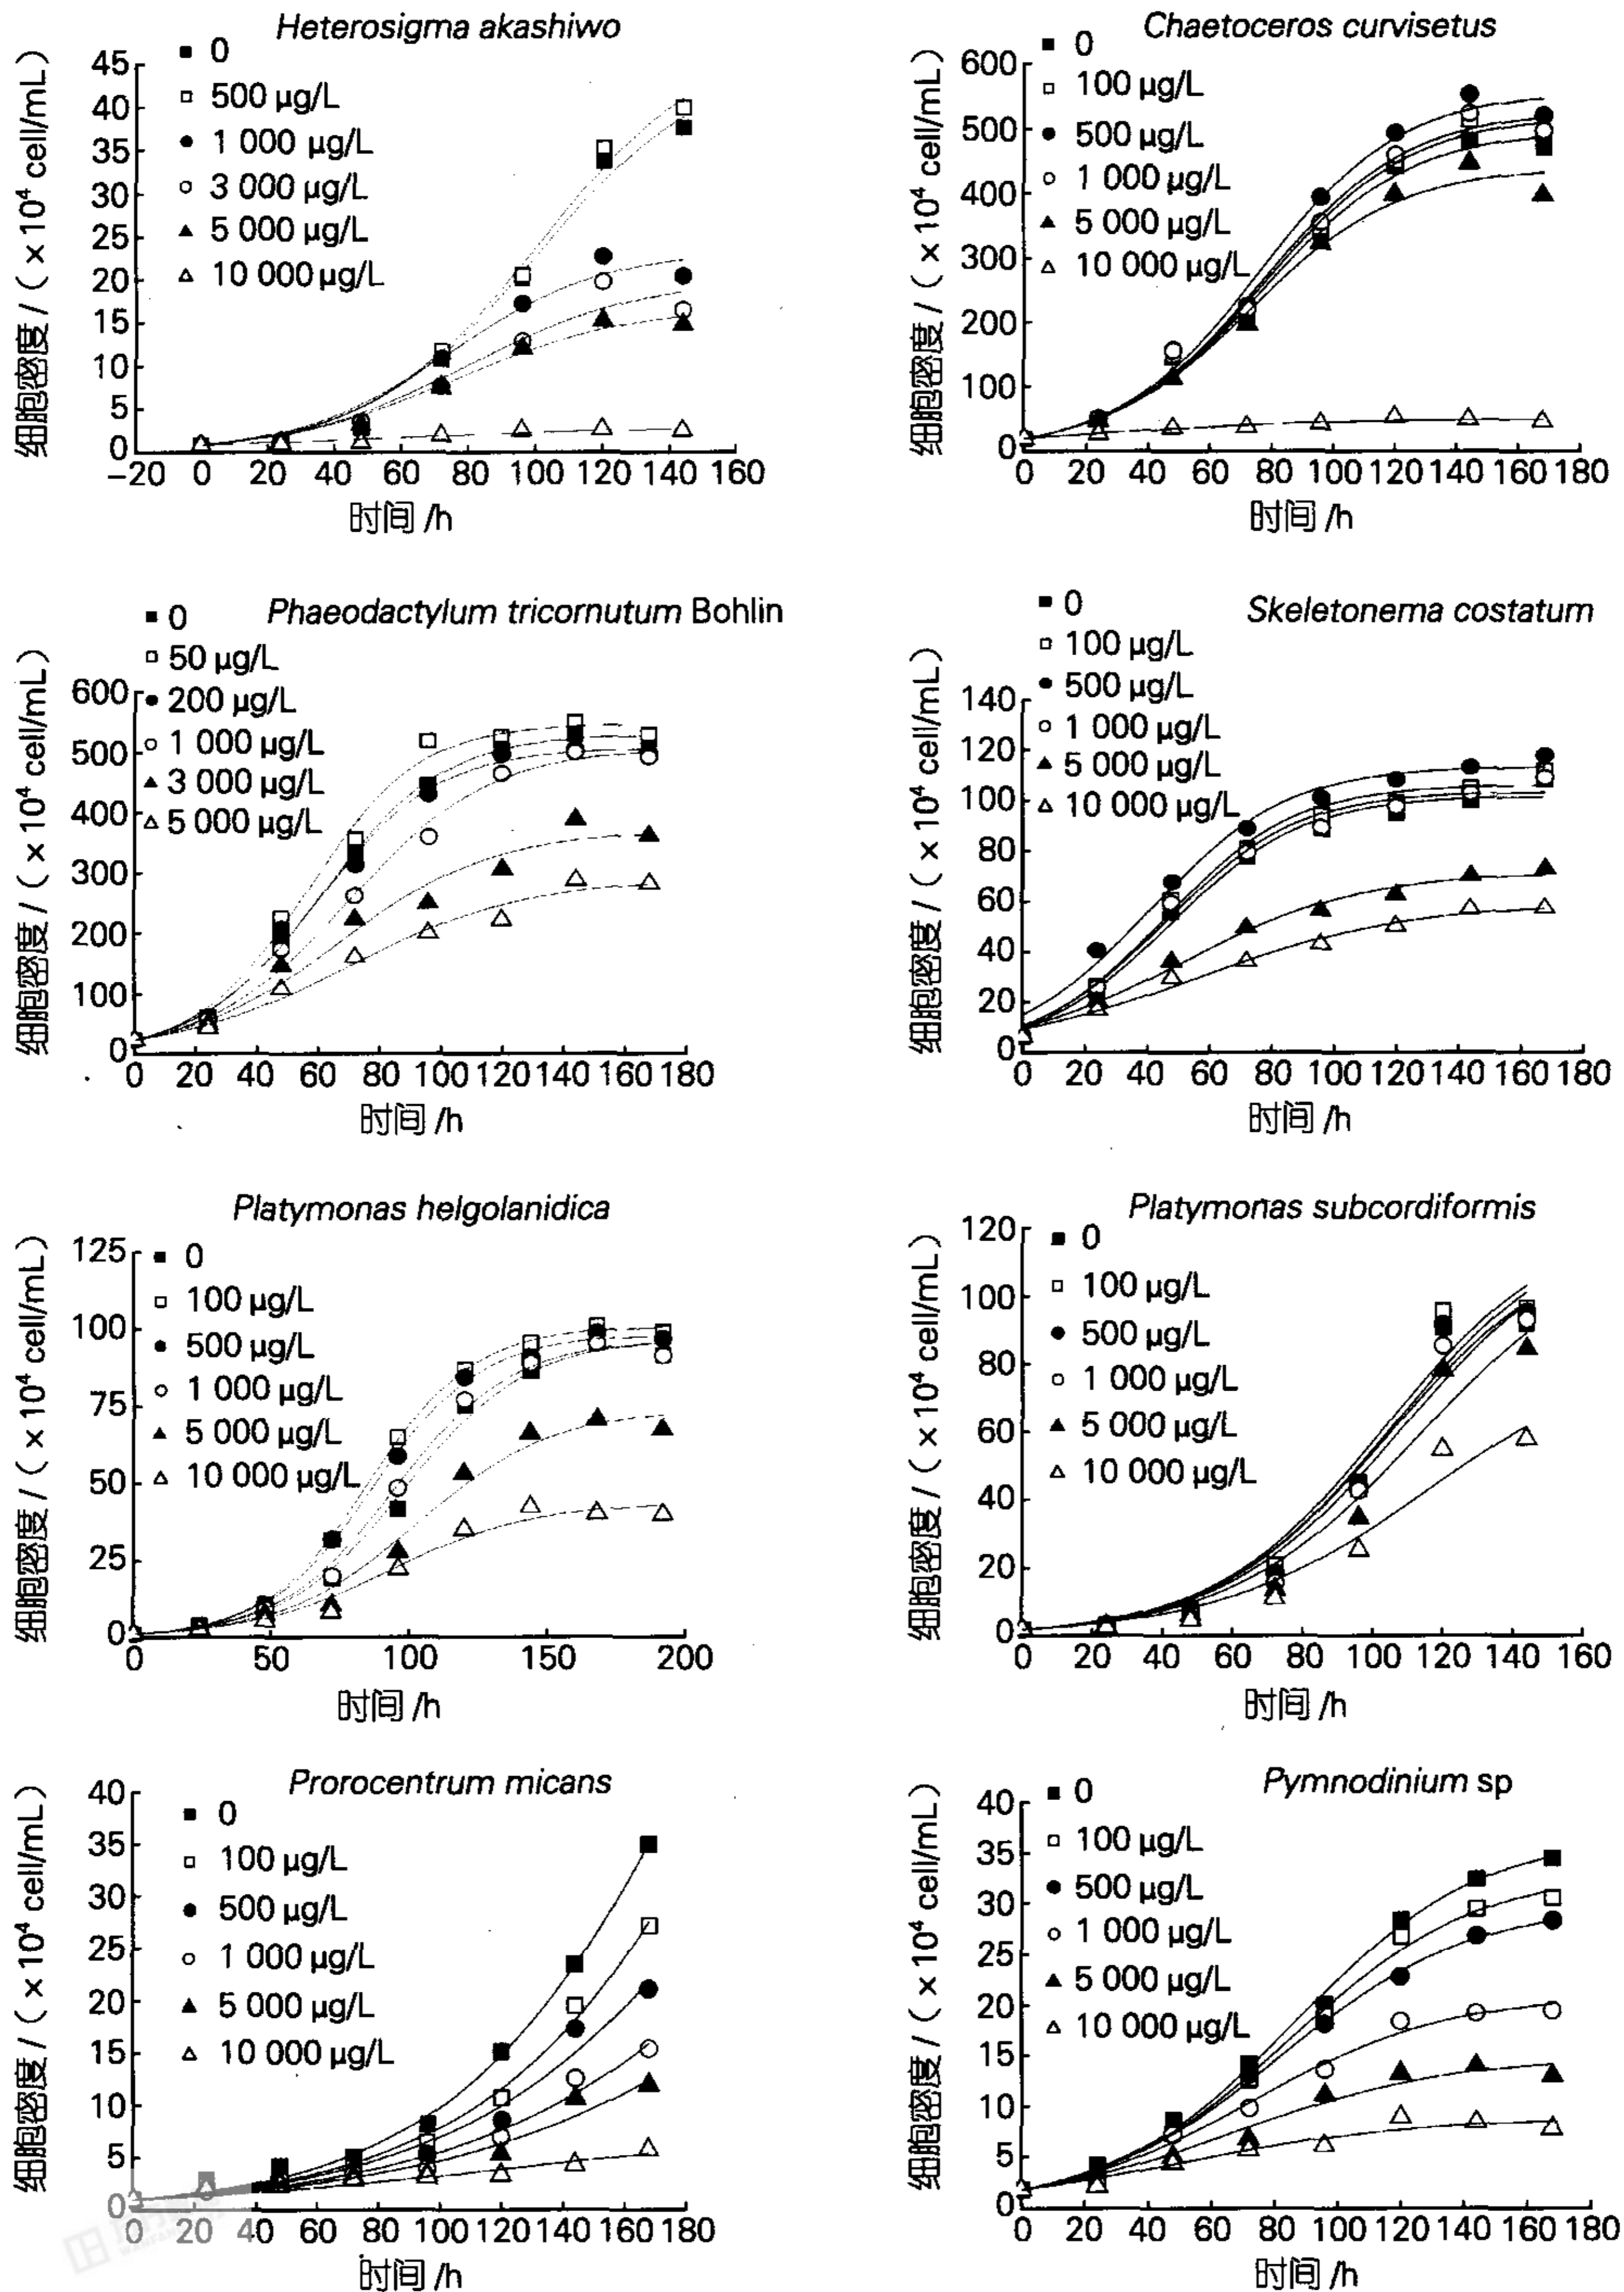 Heterosigma akashiwo
0
500 μg/L
1 000 μg/L
3 000 μg/L
5 000 μg/L
10 000 μg/L
45
40
35
30
25
20
15
10
5
0
细胞密度 / (×10⁴ cell/mL)
-20 0 20 40 60 80 100 120 140 160
时间 /h
Chaetoceros curvisetus
0
100 μg/L
500 μg/L
1 000 μg/L
5 000 μg/L
10 000 μg/L
600
500
400
300
200
100
0
细胞密度 / (×10⁴ cell/mL)
0 20 40 60 80 100 120 140 160 180
时间 /h
Phaeodactylum tricornutum Bohlin
0
50 μg/L
200 μg/L
1 000 μg/L
3 000 μg/L
5 000 μg/L
600
500
400
300
200
100
0
细胞密度 / (×10⁴ cell/mL)
0 20 40 60 80 100 120 140 160 180
时间 /h
Skeletonema costatum
0
100 μg/L
500 μg/L
1 000 μg/L
5 000 μg/L
10 000 μg/L
140
120
100
80
60
40
20
0
细胞密度 / (×10⁴ cell/mL)
0 20 40 60 80 100 120 140 160 180
时间 /h
Platymonas helgolanidica
0
100 μg/L
500 μg/L
1 000 μg/L
5 000 μg/L
10 000 μg/L
125
100
75
50
25
0
细胞密度 / (×10⁴ cell/mL)
0 50 100 150 200
时间 /h
Platymonas subcordiformis
0
100 μg/L
500 μg/L
1 000 μg/L
5 000 μg/L
10 000 μg/L
120
100
80
60
40
20
0
细胞密度 / (×10⁴ cell/mL)
0 20 40 60 80 100 120 140 160
时间 /h
Prorocentrum micans
0
100 μg/L
500 μg/L
1 000 μg/L
5 000 μg/L
10 000 μg/L
40
35
30
25
20
15
10
5
0
细胞密度 / (×10⁴ cell/mL)
0 20 40 60 80 100 120 140 160 180
时间 /h
Pymnodinium sp
0
100 μg/L
500 μg/L
1 000 μg/L
5 000 μg/L
10 000 μg/L
40
35
30
25
20
15
10
5
0
细胞密度 / (×10⁴ cell/mL)
0 20 40 60 80 100 120 140 160 180
时间 /h